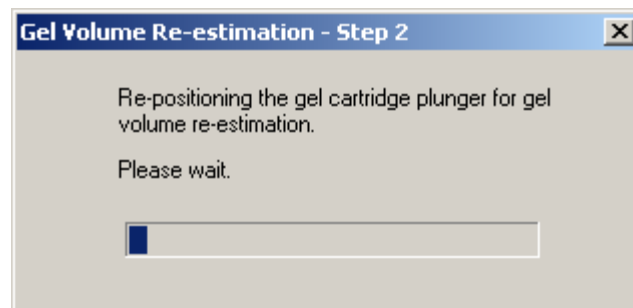 Gel Volume Re-estimation - Step 2
Re-positioning the gel cartridge plunger for gel
volume re-estimation.
Please wait.